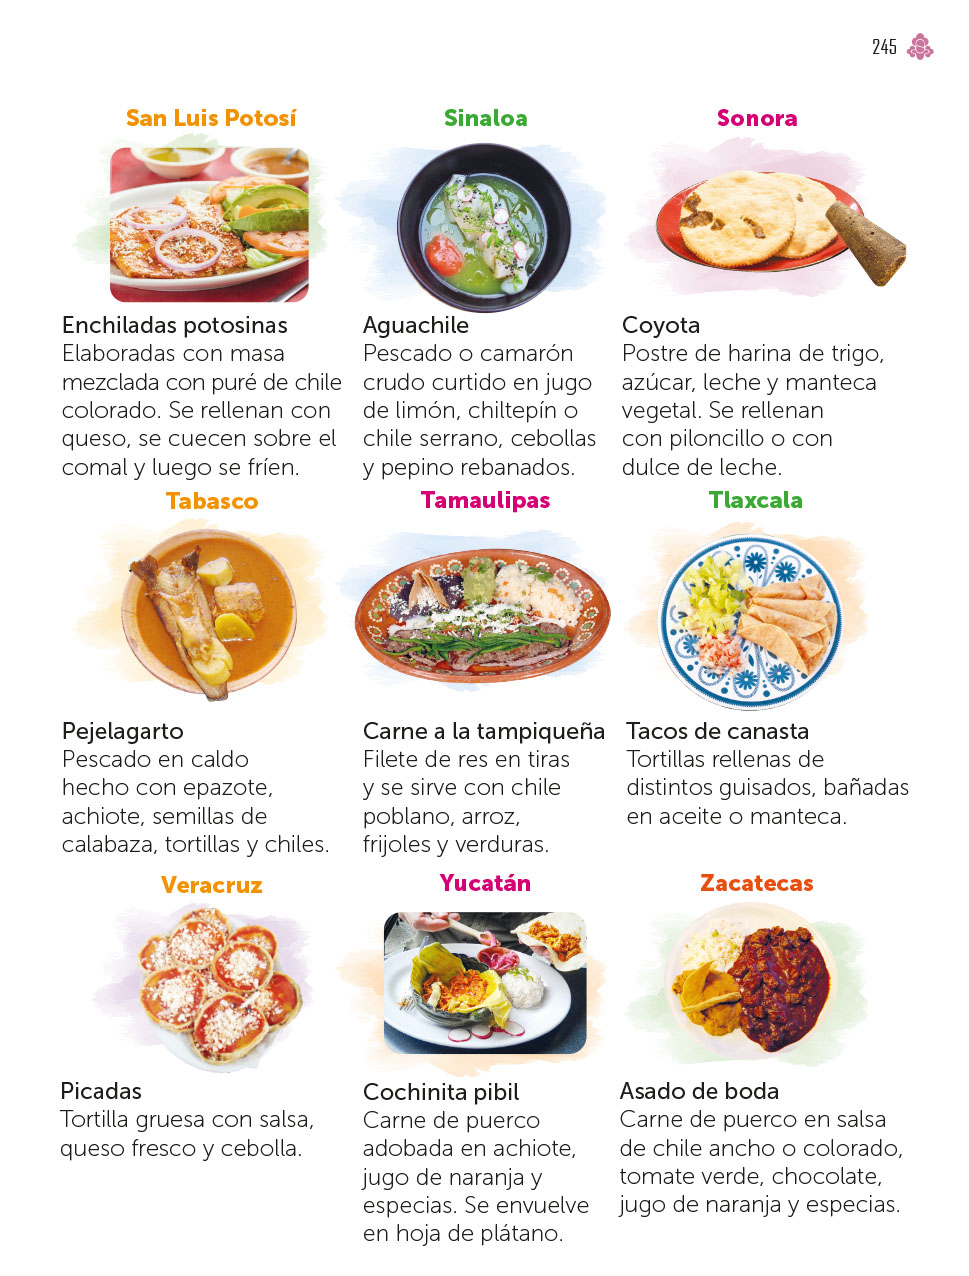 245
San Luis Potosí
Enchiladas potosinas
Elaboradas con masa
mezclada con puré de chile
colorado. Se rellenan con
queso, se cuecen sobre el
comal y luego se fríen.
Sinaloa
Aguachile
Pescado o camarón
crudo curtido en jugo
de limón, chiltepín o
chile serrano, cebollas
y pepino rebanados.
Sonora
Coyota
Postre de harina de trigo,
azúcar, leche y manteca
vegetal. Se rellenan
con piloncillo o con
dulce de leche.
Tabasco
Pejelagarto
Pescado en caldo
hecho con epazote,
achiote, semillas de
calabaza, tortillas y chiles.
Tamaulipas
Carne a la tampiqueña
Filete de res en tiras
y se sirve con chile
poblano, arroz,
frijoles y verduras.
Tlaxcala
Tacos de canasta
Tortillas rellenas de
distintos guisados, bañadas
en aceite o manteca.
Veracruz
Picadas
Tortilla gruesa con salsa,
queso fresco y cebolla.
Yucatán
Cochinita pibil
Carne de puerco
adobada en achiote,
jugo de naranja y
especias. Se envuelve
en hoja de plátano.
Zacatecas
Asado de boda
Carne de puerco en salsa
de chile ancho o colorado,
tomate verde, chocolate,
jugo de naranja y especias.